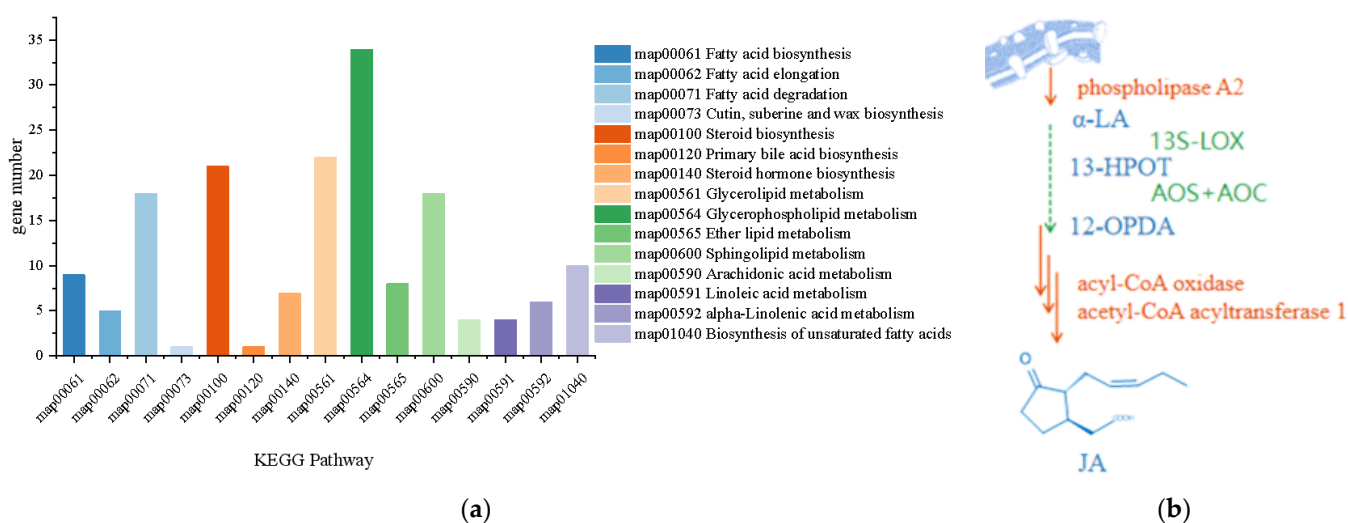 35
30
25
20
15
10
5
0
gene number
map00061
map00062
map00071
map00073
map00100
map00120
map00140
map00561
map00564
map00565
map00600
map00590
map00591
map00592
map01040
KEGG Pathway
map00061 Fatty acid biosynthesis
map00062 Fatty acid elongation
map00071 Fatty acid degradation
map00073 Cutin, suberine and wax biosynthesis
map00100 Steroid biosynthesis
map00120 Primary bile acid biosynthesis
map00140 Steroid hormone biosynthesis
map00561 Glycerolipid metabolism
map00564 Glycerophospholipid metabolism
map00565 Ether lipid metabolism
map00600 Sphingolipid metabolism
map00590 Arachidonic acid metabolism
map00591 Linoleic acid metabolism
map00592 alpha-Linolenic acid metabolism
map01040 Biosynthesis of unsaturated fatty acids
(a)
phospholipase A2
α-LA
13S-LOX
13-HPOT
AOS+AOC
12-OPDA
acyl-CoA oxidase
acetyl-CoA acyltransferase 1
O
COOH
JA
(b)